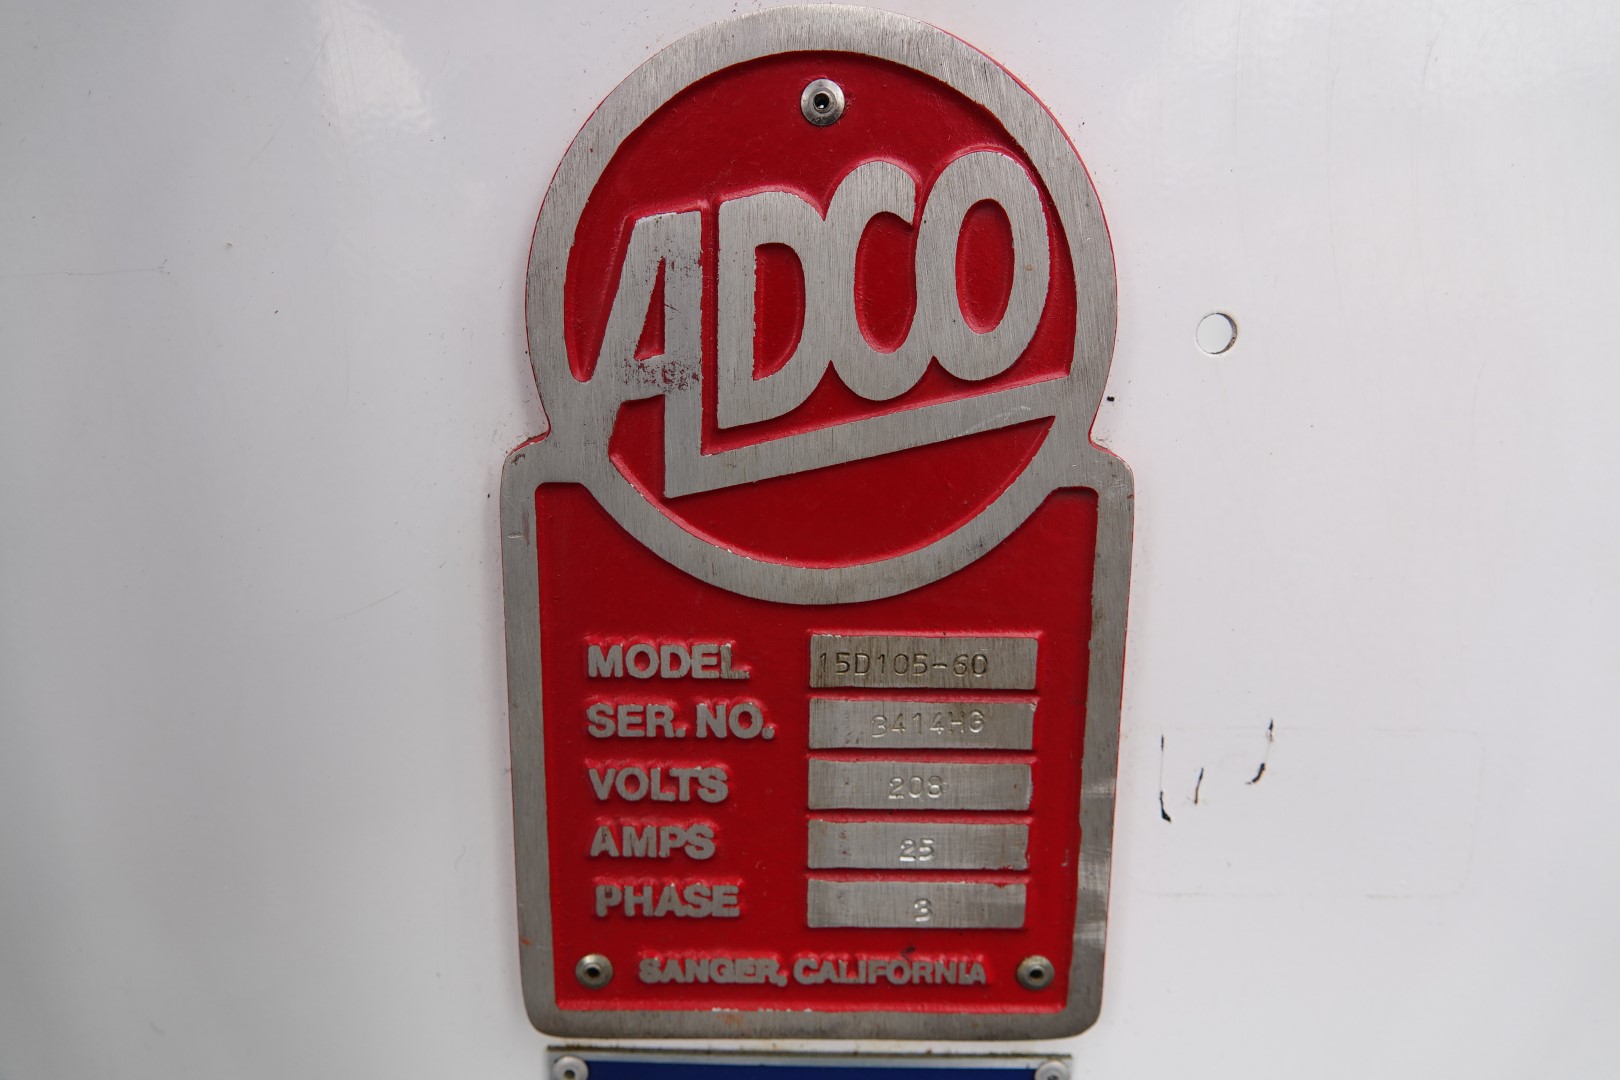 ADCO
MODEL 15D105-60
SER. NO. 3414HG
VOLTS 208
AMPS 25
PHASE 3
SANGER, CALIFORNIA